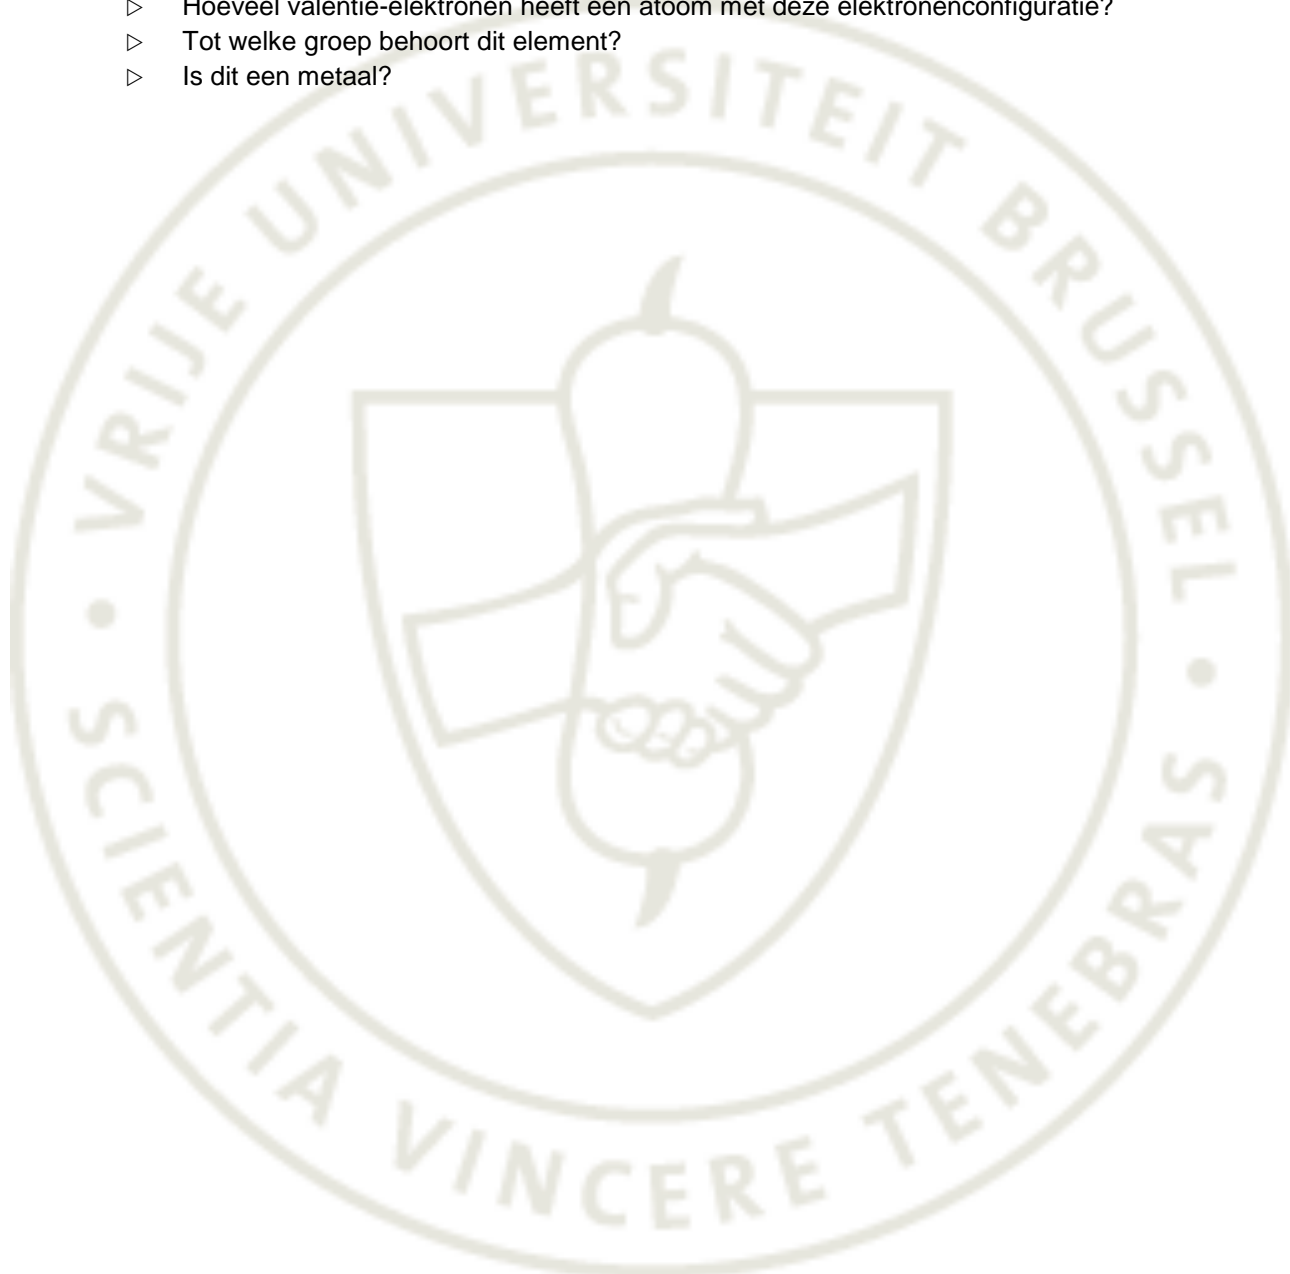 ▷ Hoeveel valentie-elektronen heeft een atoom met deze elektronenconfiguratie?
▷ Tot welke groep behoort dit element?
▷ Is dit een metaal?
VRIJE UNIVERSITEIT BRUSSEL
SCIENTIA VINCERE TENEBRAS